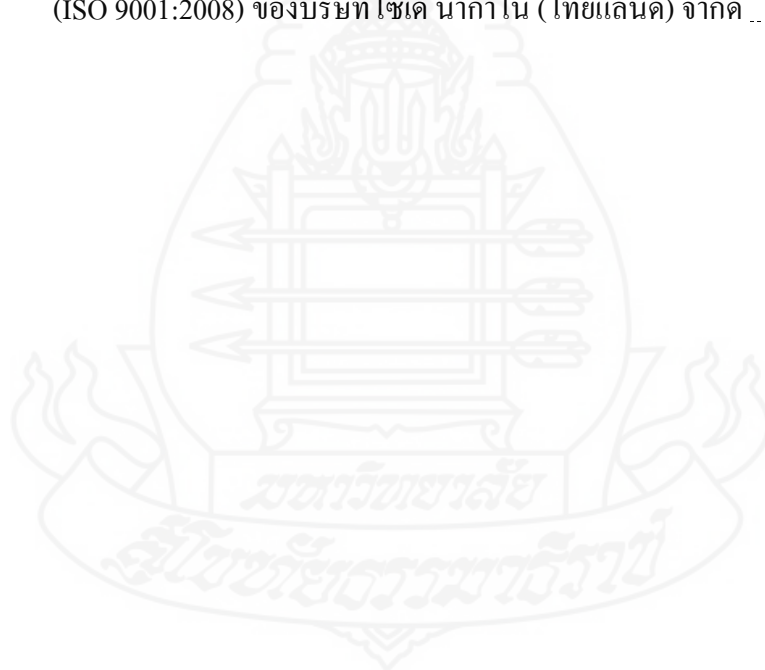 (ISO 9001:2008) ของบริษัท ไซเด นากาโน (ไทยแลนด์) จำกัด ...
มหาวิทยาลัย
สุโขทัยธรรมาธิราช